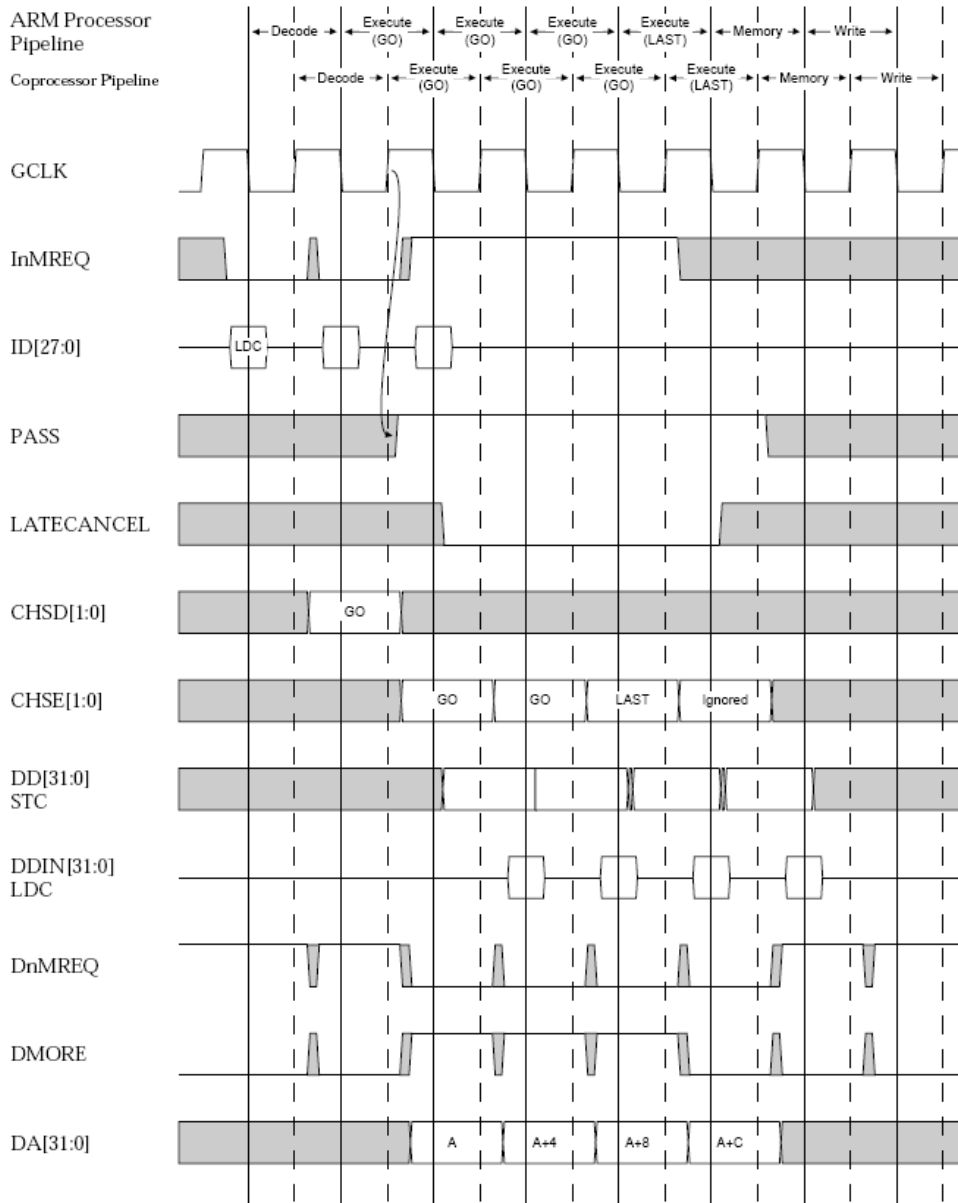 ARM Processor
Pipeline
Decode Execute (GO) Execute (GO) Execute (GO) Execute (LAST) Memory Write
Coprocessor Pipeline
Decode Execute (GO) Execute (GO) Execute (GO) Execute (LAST) Memory Write
GCLK
InMREQ
ID[27:0]
LDC
PASS
LATECANCEL
CHSD[1:0]
GO
CHSE[1:0]
GO GO LAST Ignored
DD[31:0]
STC
DDIN[31:0]
LDC
DnMREQ
DMORE
DA[31:0]
A A+4 A+8 A+C